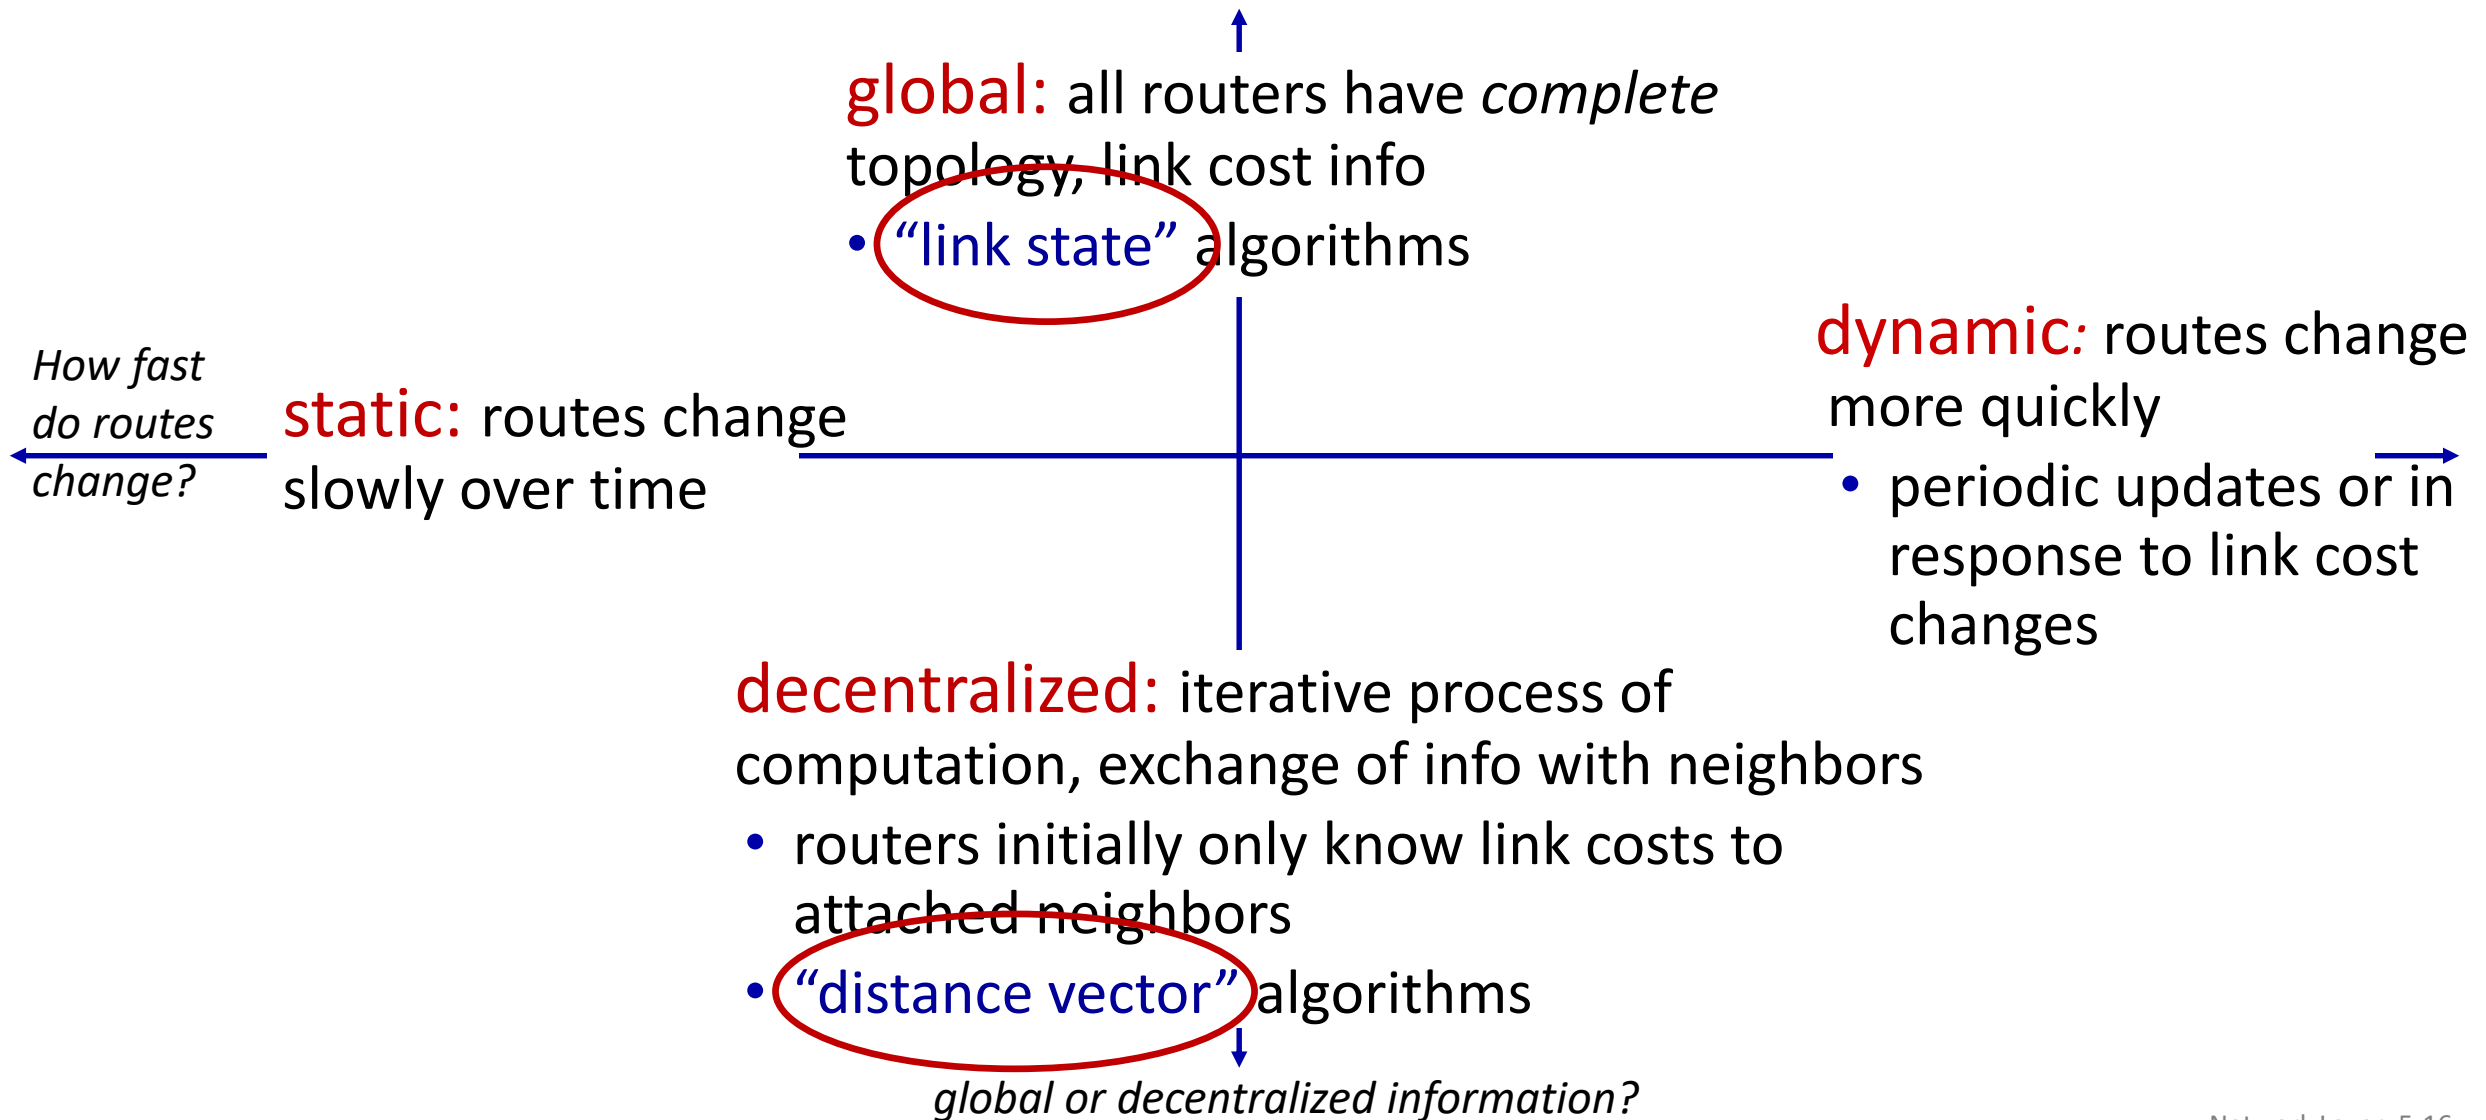 global: all routers have complete
topology, link cost info
• “link state” algorithms
How fast
do routes
change?
static: routes change
slowly over time
dynamic: routes change
more quickly
• periodic updates or in
response to link cost
changes
decentralized: iterative process of
computation, exchange of info with neighbors
• routers initially only know link costs to
attached neighbors
• “distance vector” algorithms
global or decentralized information?